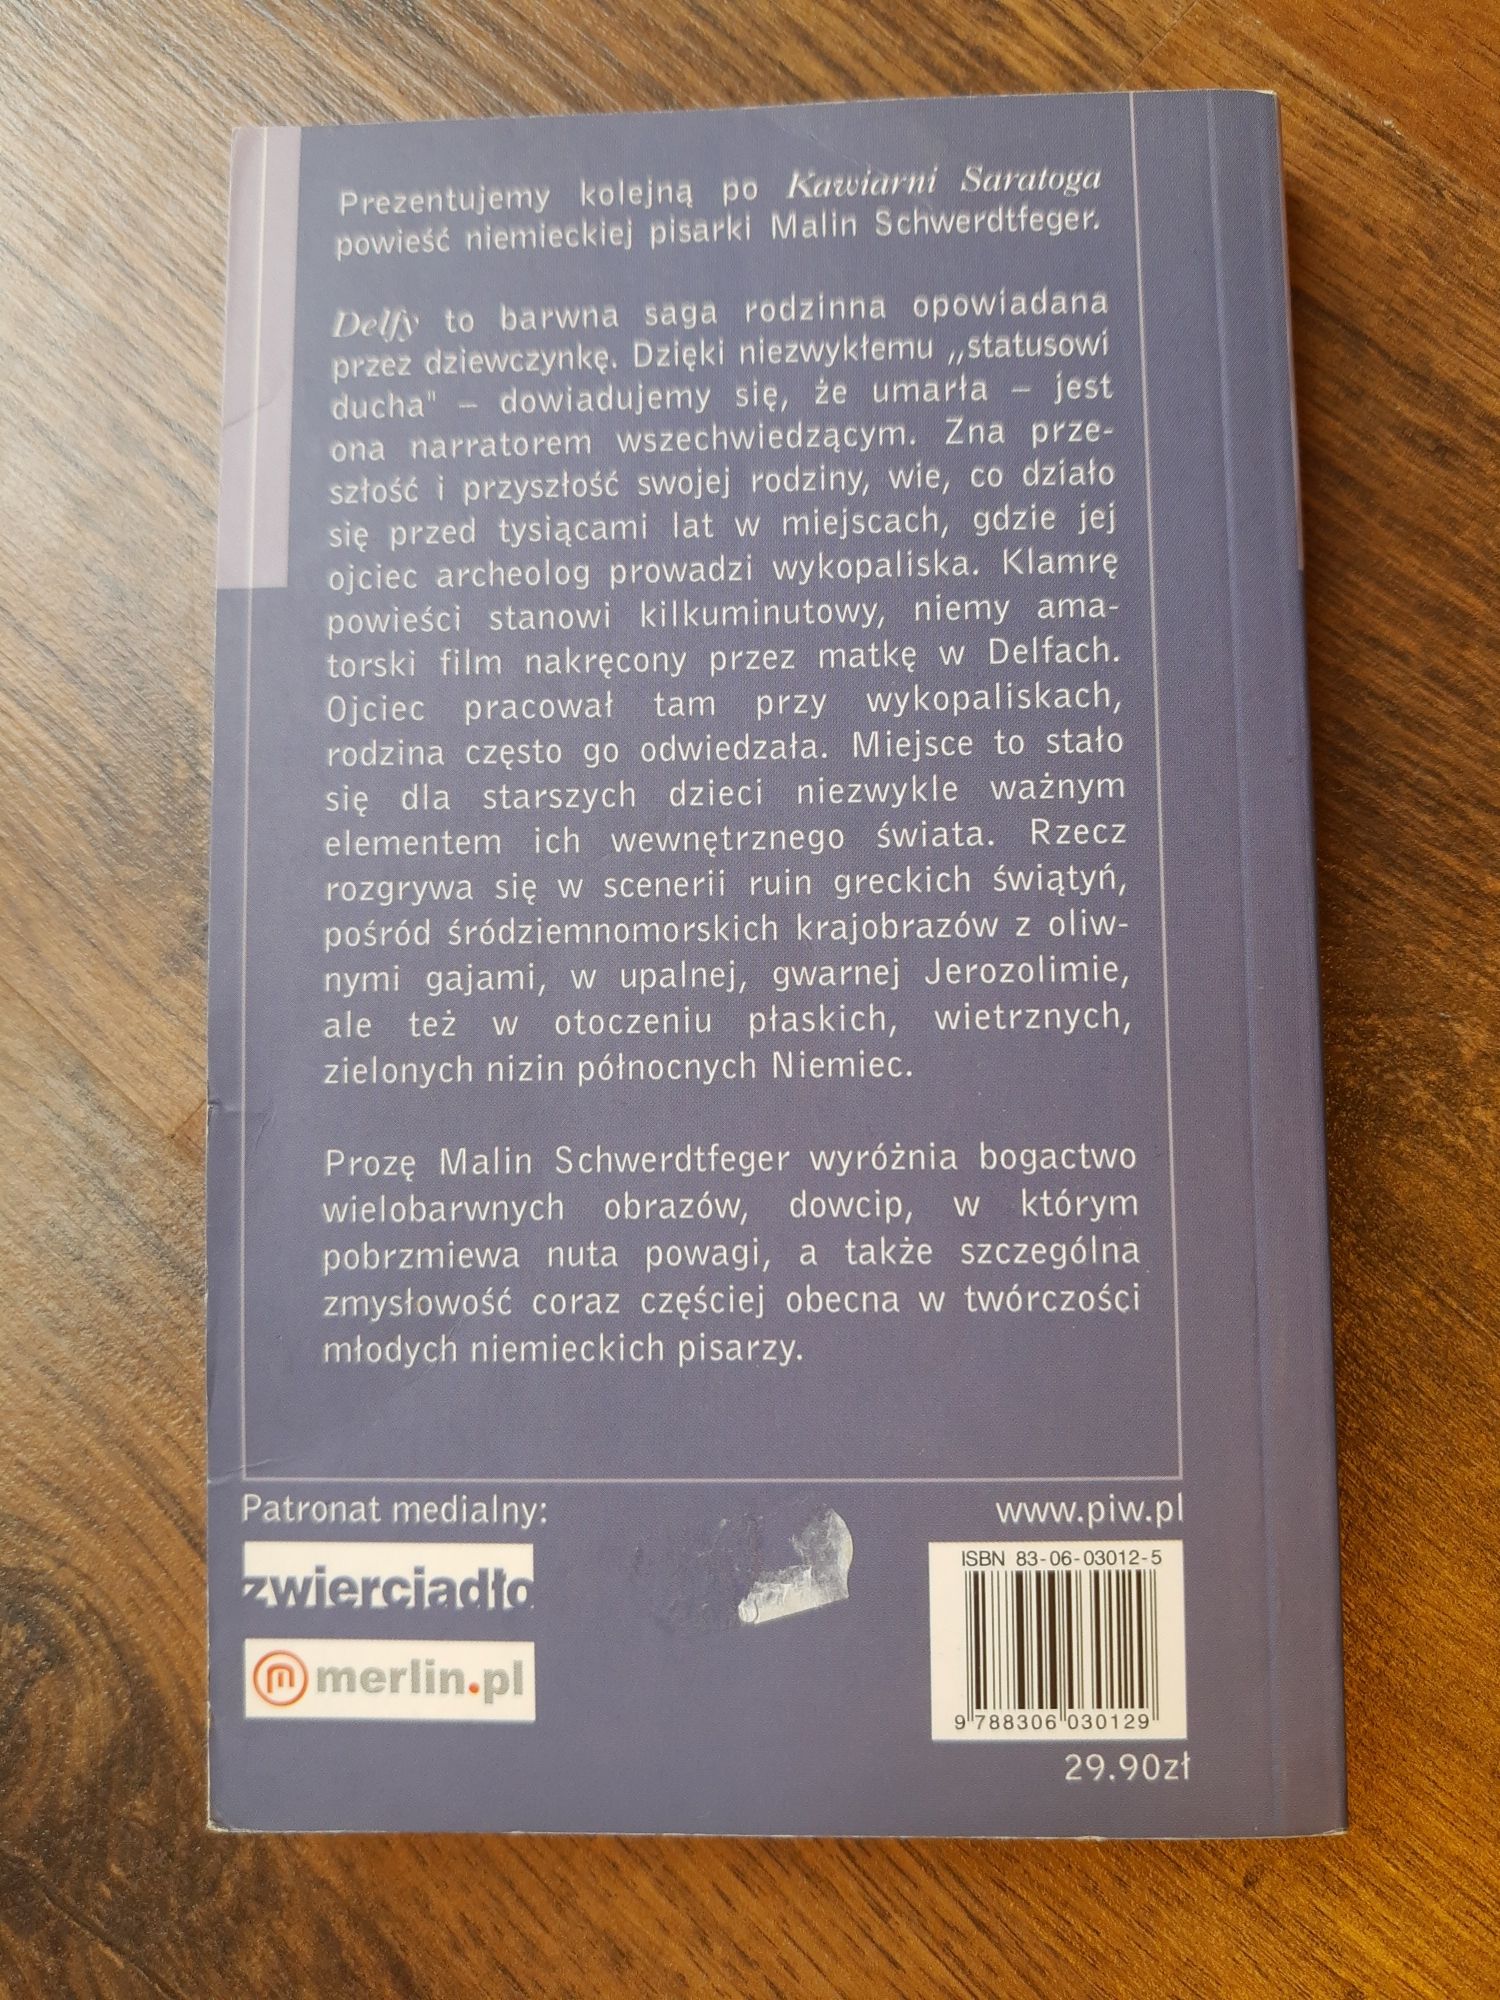 Prezentujemy kolejną po Kawiarni Saratoga
powieść niemieckiej pisarki Malin Schwerdtfeger.
Delfy to barwna saga rodzinna opowiadana
przez dziewczynkę. Dzięki niezwykłemu „statusowi
ducha" – dowiadujemy się, że umarła – jest
ona narratorem wszechwiedzącym. Zna prze-
szłość i przyszłość swojej rodziny, wie, co działo
się przed tysiącami lat w miejscach, gdzie jej
ojciec archeolog prowadzi wykopaliska. Klamrę
powieści stanowi kilkuminutowy, niemy ama-
torski film nakręcony przez matkę w Delfach.
Ojciec pracował tam przy wykopaliskach,
rodzina często go odwiedzała. Miejsce to stało
się dla starszych dzieci niezwykle ważnym
elementem ich wewnętrznego świata. Rzecz
rozgrywa się w scenerii ruin greckich świątyń,
pośród śródziemnomorskich krajobrazów z oliw-
nymi gajami, w upalnej, gwarnej Jerozolimie,
ale też w otoczeniu płaskich, wietrznych,
zielonych nizin północnych Niemiec.
Prozę Malin Schwerdtfeger wyróżnia bogactwo
wielobarwnych obrazów, dowcip, w którym
pobrzmiewa nuta powagi, a także szczególna
zmysłowość coraz częściej obecna w twórczości
młodych niemieckich pisarzy.
Patronat medialny:
zwierciadło
merlin.pl
www.piw.pl
ISBN 83-06-03012-5
9 788306 030129
29.90zł